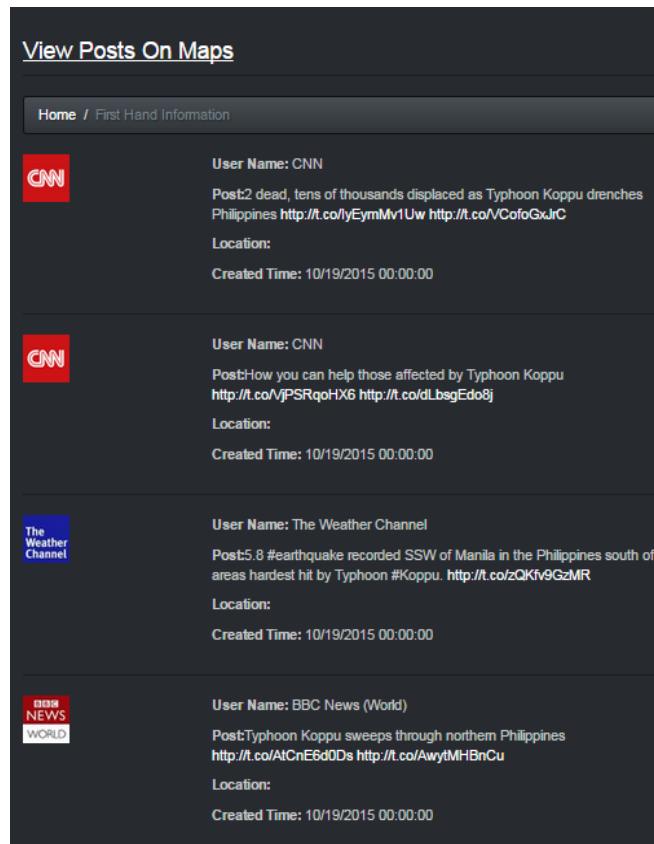 View Posts On Maps
Home / First Hand Information
CNN
User Name: CNN
Post:2 dead, tens of thousands displaced as Typhoon Koppu drenches
Philippines http://t.co/lyEymMv1Uw http://t.co/VCofoGxJrC
Location:
Created Time: 10/19/2015 00:00:00
CNN
User Name: CNN
Post:How you can help those affected by Typhoon Koppu
http://t.co/VjPSRqoHX6 http://t.co/dLbsgEdo8j
Location:
Created Time: 10/19/2015 00:00:00
The
Weather
Channel
User Name: The Weather Channel
Post:5.8 #earthquake recorded SSW of Manila in the Philippines south of
areas hardest hit by Typhoon #Koppu. http://t.co/zQKfv9GzMR
Location:
Created Time: 10/19/2015 00:00:00
BBC
NEWS
WORLD
User Name: BBC News (World)
Post:Typhoon Koppu sweeps through northern Philippines
http://t.co/AtCnE6d0Ds http://t.co/AwytMHBnCu
Location:
Created Time: 10/19/2015 00:00:00